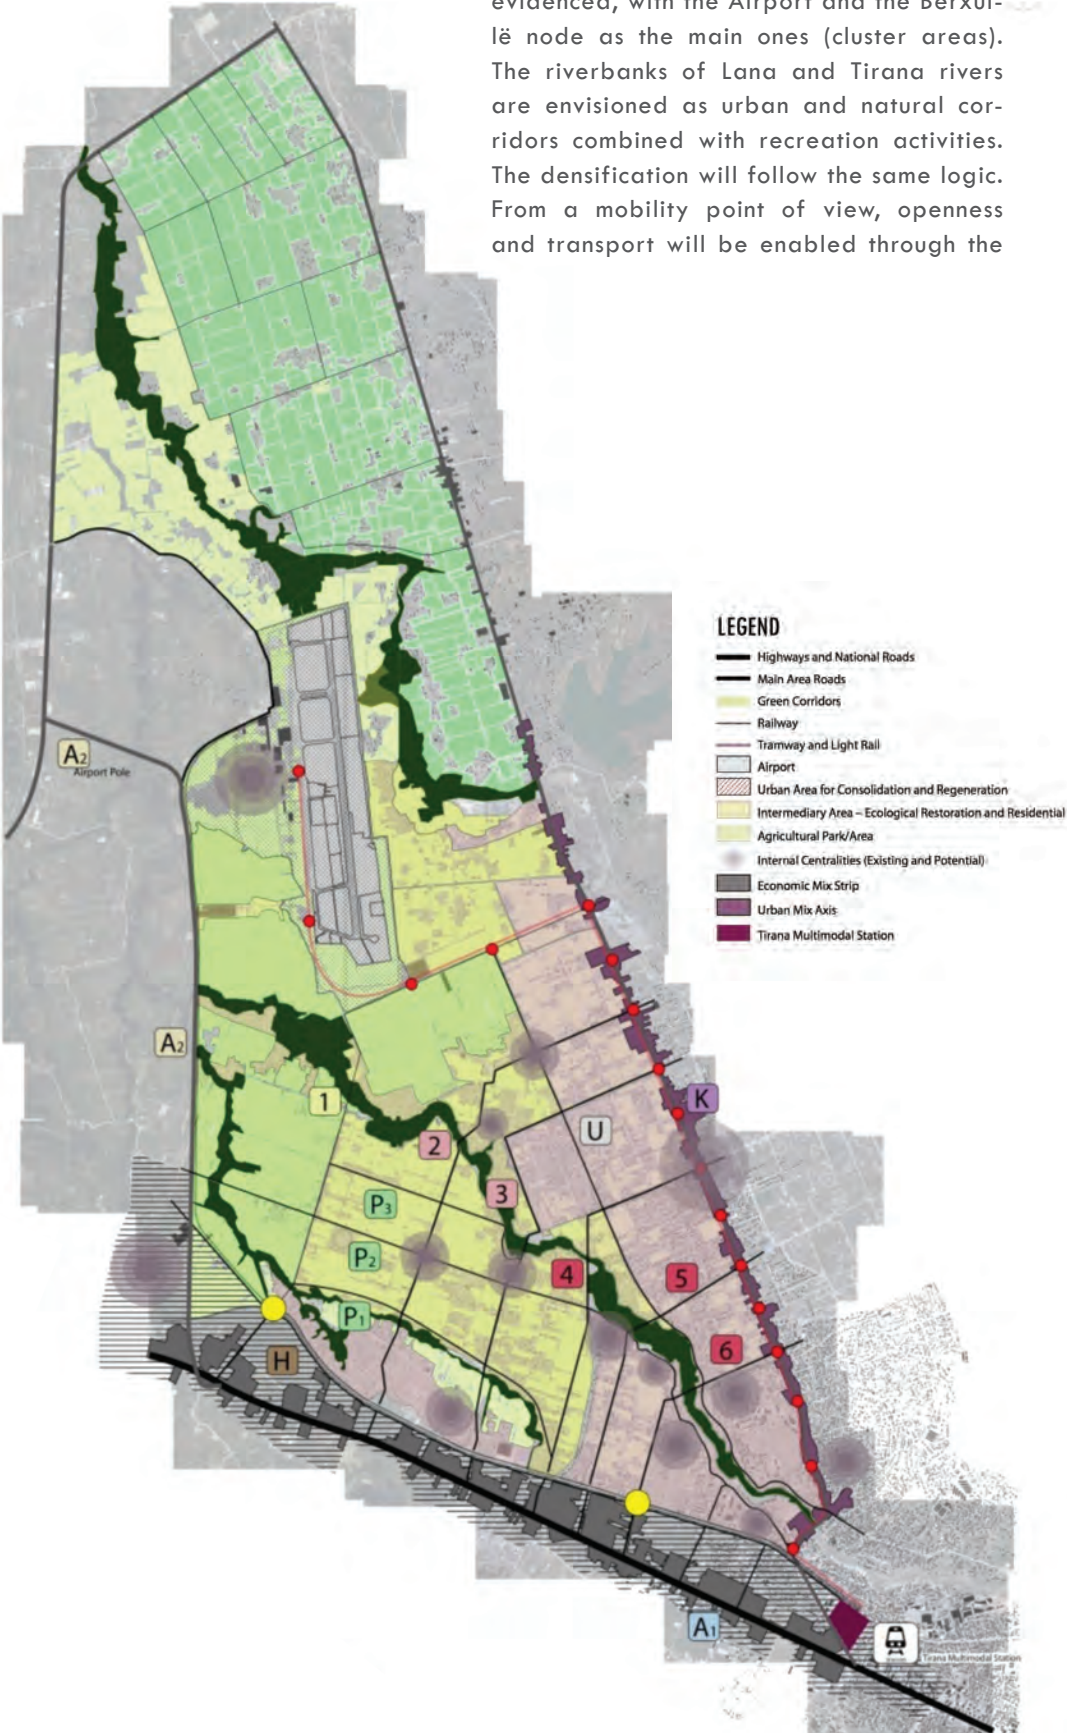 evidenced, with the Airport and the Bërxul-
lë node as the main ones (cluster areas).
The riverbanks of Lana and Tirana rivers
are envisioned as urban and natural cor-
ridors combined with recreation activities.
The densification will follow the same logic.
From a mobility point of view, openness
and transport will be enabled through the
LEGEND
Highways and National Roads
Main Area Roads
Green Corridors
Railway
Tramway and Light Rail
Airport
Urban Area for Consolidation and Regeneration
Intermediary Area – Ecological Restoration and Residential
Agricultural Park/Area
Internal Centralities (Existing and Potential)
Economic Mix Strip
Urban Mix Axis
Tirana Multimodal Station
A2
Airport Pole
A2
1
K
U
2
3
P3
P2
4
5
P1
6
H
A1
Tirana Multimodal Station